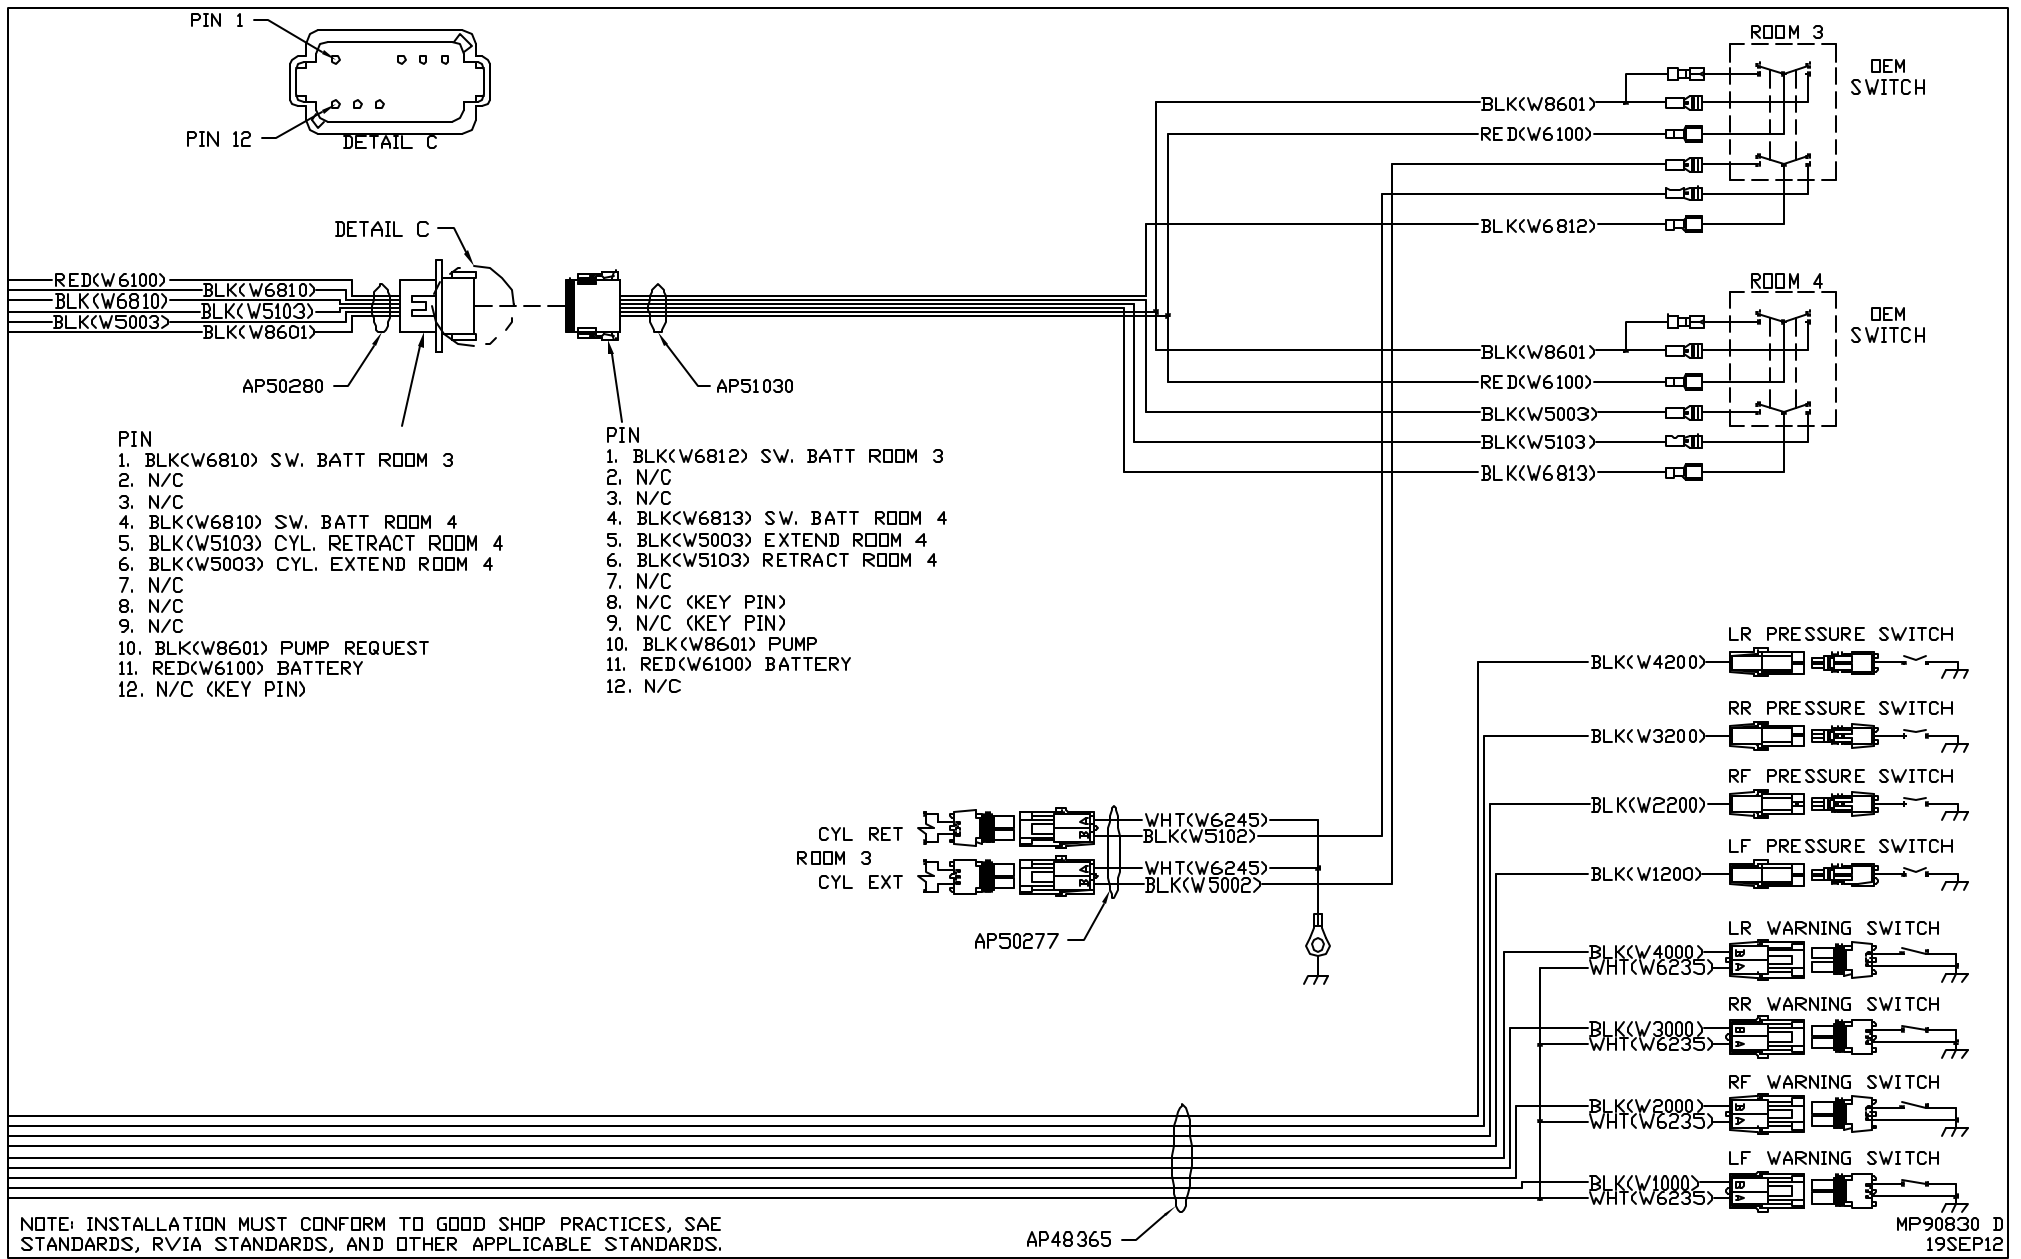 PIN 1
PIN 12
DETAIL C
DETAIL C
RED(W6100)
BLK(W6810)
BLK(W6810)
BLK(W5103)
BLK(W5003)
BLK(W8601)
AP50280
AP51030
PIN
1. BLK(W6810) SW. BATT ROOM 3
2. N/C
3. N/C
4. BLK(W6810) SW. BATT ROOM 4
5. BLK(W5103) CYL. RETRACT ROOM 4
6. BLK(W5003) CYL. EXTEND ROOM 4
7. N/C
8. N/C
9. N/C
10. BLK(W8601) PUMP REQUEST
11. RED(W6100) BATTERY
12. N/C (KEY PIN)
PIN
1. BLK(W6812) SW. BATT ROOM 3
2. N/C
3. N/C
4. BLK(W6813) SW. BATT ROOM 4
5. BLK(W5003) EXTEND ROOM 4
6. BLK(W5103) RETRACT ROOM 4
7. N/C
8. N/C (KEY PIN)
9. N/C (KEY PIN)
10. BLK(W8601) PUMP
11. RED(W6100) BATTERY
12. N/C
ROOM 3
OEM
SWITCH
BLK(W8601)
RED(W6100)
BLK(W6812)
ROOM 4
OEM
SWITCH
BLK(W8601)
RED(W6100)
BLK(W5003)
BLK(W5103)
BLK(W6813)
CYL RET
ROOM 3
CYL EXT
A
B
A
B
WHT(W6245)
BLK(W5102)
WHT(W6245)
BLK(W5002)
AP50277
LR PRESSURE SWITCH
BLK(W4200)
RR PRESSURE SWITCH
BLK(W3200)
RF PRESSURE SWITCH
BLK(W2200)
LF PRESSURE SWITCH
BLK(W1200)
LR WARNING SWITCH
BLK(W4000)
WHT(W6235)
B
A
RR WARNING SWITCH
BLK(W3000)
WHT(W6235)
B
A
RF WARNING SWITCH
BLK(W2000)
WHT(W6235)
B
A
LF WARNING SWITCH
BLK(W1000)
WHT(W6235)
B
A
AP48365
NOTE: INSTALLATION MUST CONFORM TO GOOD SHOP PRACTICES, SAE
STANDARDS, RVIA STANDARDS, AND OTHER APPLICABLE STANDARDS.
MP90830 D
19SEP12